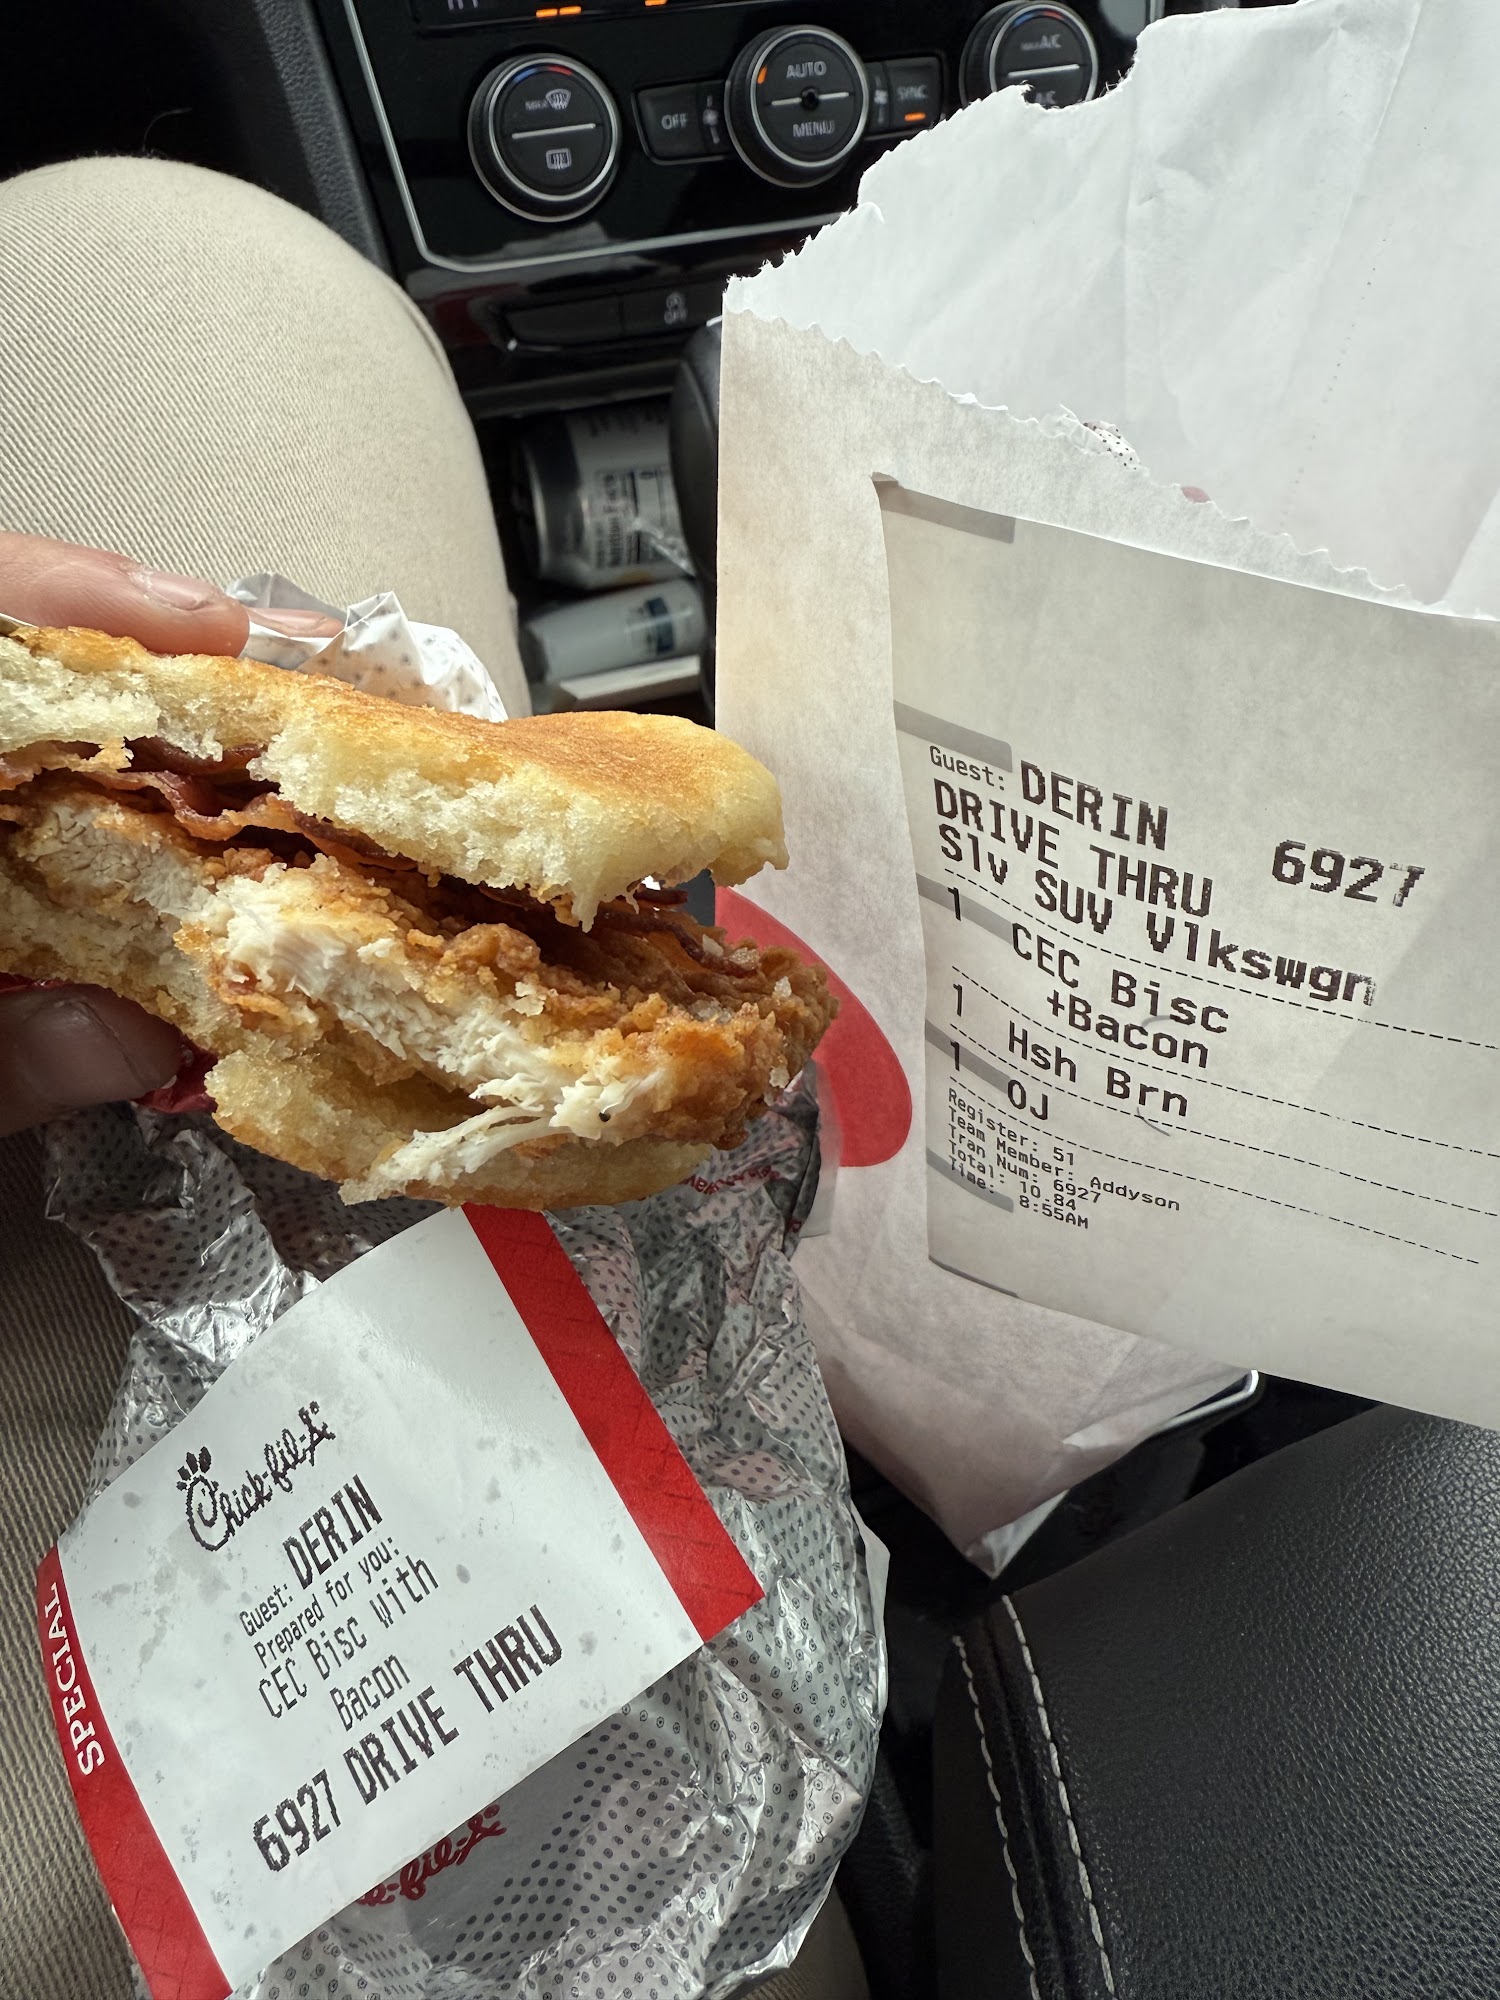 AUTO
MENU
OFF
SYNC
A/C
Guest: DERIN
DRIVE THRU 6927
Slv SUV Vlkswgn
1 CEC Bisc
+Bacon
1 Hsh Brn
1 OJ
Register: 51
Team Member: Addyson
Tran Num: 6927
Total: 10.84
Time: 8:55AM
Chick-fil-A
Guest: DERIN
Prepared for you:
CEC Bisc With
Bacon
6927 DRIVE THRU
SPECIAL
k-fil-A